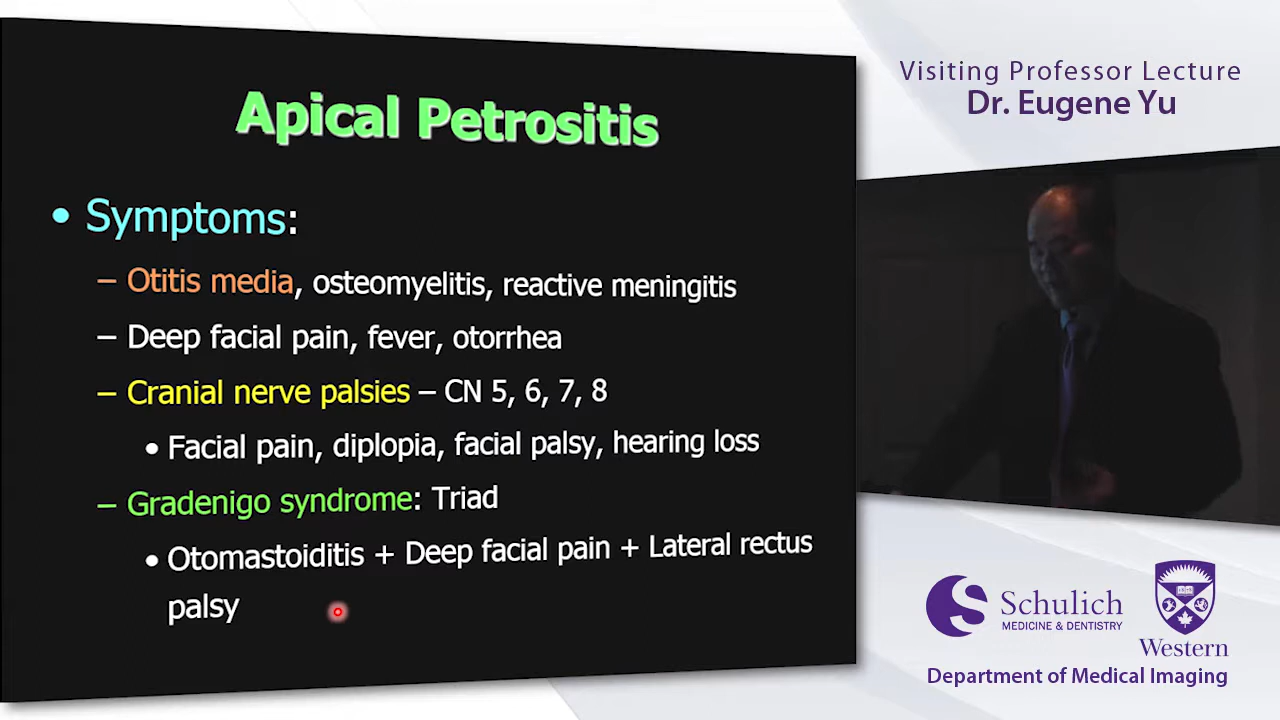 Apical Petrositis
• Symptoms:
– Otitis media, osteomyelitis, reactive meningitis
– Deep facial pain, fever, otorrhea
– Cranial nerve palsies – CN 5, 6, 7, 8
• Facial pain, diplopia, facial palsy, hearing loss
– Gradenigo syndrome: Triad
• Otomastoiditis + Deep facial pain + Lateral rectus
palsy
Visiting Professor Lecture
Dr. Eugene Yu
Schulich
MEDICINE & DENTISTRY
Western
Department of Medical Imaging